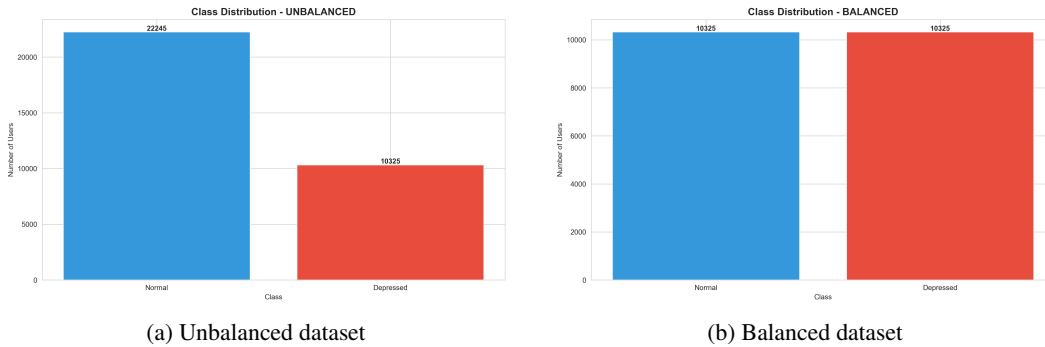 Class Distribution - UNBALANCED
22245
20000
15000
10325
10000
5000
0
Number of Users
Normal
Depressed
Class
(a) Unbalanced dataset
Class Distribution - BALANCED
10325
10325
10000
8000
6000
4000
2000
0
Number of Users
Normal
Depressed
Class
(b) Balanced dataset